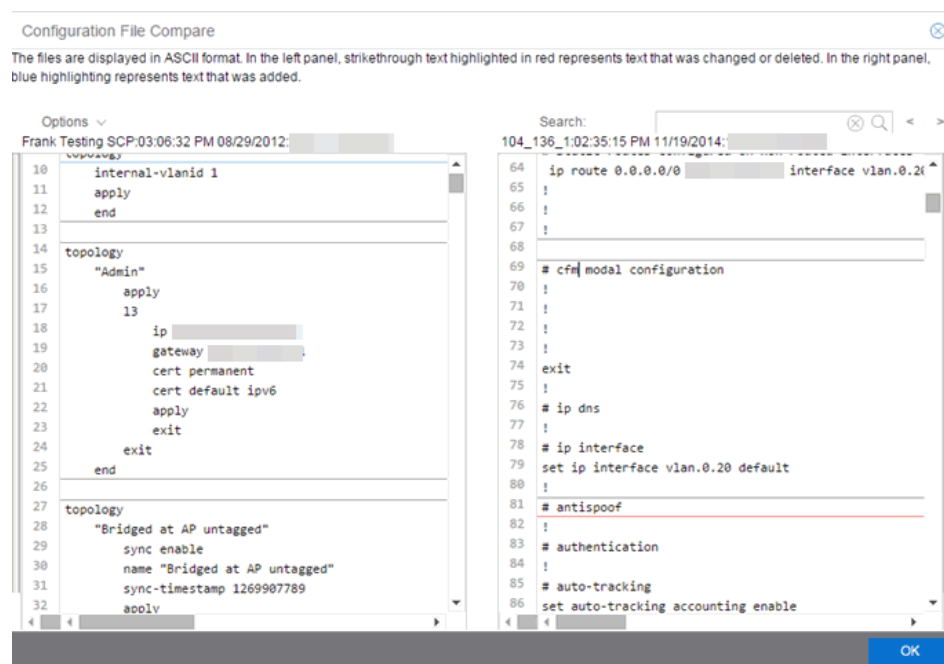 Configuration File Compare
The files are displayed in ASCII format. In the left panel, strikethrough text highlighted in red represents text that was changed or deleted. In the right panel,
blue highlighting represents text that was added.
Options
Search:
Frank Testing SCP:03:06:32 PM 08/29/2012:
topology
10 internal-vlanid 1
11 apply
12 end
13
14 topology
15 "Admin"
16 apply
17 13
18 ip
19 gateway
20 cert permanent
21 cert default ipv6
22 apply
23 exit
24 exit
25 end
26
27 topology
28 "Bridged at AP untagged"
29 sync enable
30 name "Bridged at AP untagged"
31 sync-timestamp 1269907789
32 apply
104_136_1:02:35:15 PM 11/19/2014:
# Static routes configured on non routed interfaces
64 ip route 0.0.0.0/0 interface vlan.0.20
65 !
66 !
67 !
68
69 # cfm modal configuration
70 !
71 !
72 !
73 !
74 exit
75 !
76 # ip dns
77 !
78 # ip interface
79 set ip interface vlan.0.20 default
80 !
81 # antispoof
82 !
83 # authentication
84 !
85 # auto-tracking
86 set auto-tracking accounting enable
OK